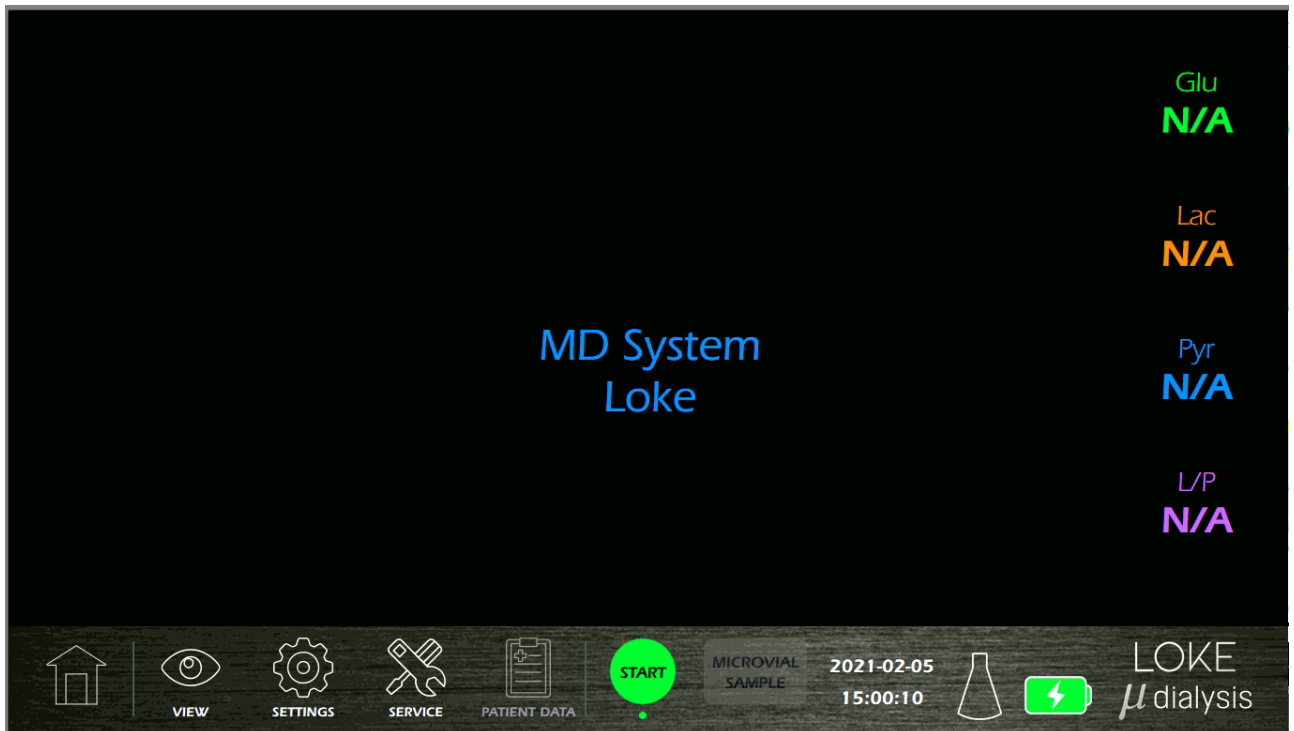 Glu
N/A
Lac
N/A
MD System
Loke
Pyr
N/A
L/P
N/A
VIEW
SETTINGS
SERVICE
PATIENT DATA
START
MICROVIAL
SAMPLE
2021-02-05
15:00:10
LOKE
μ dialysis